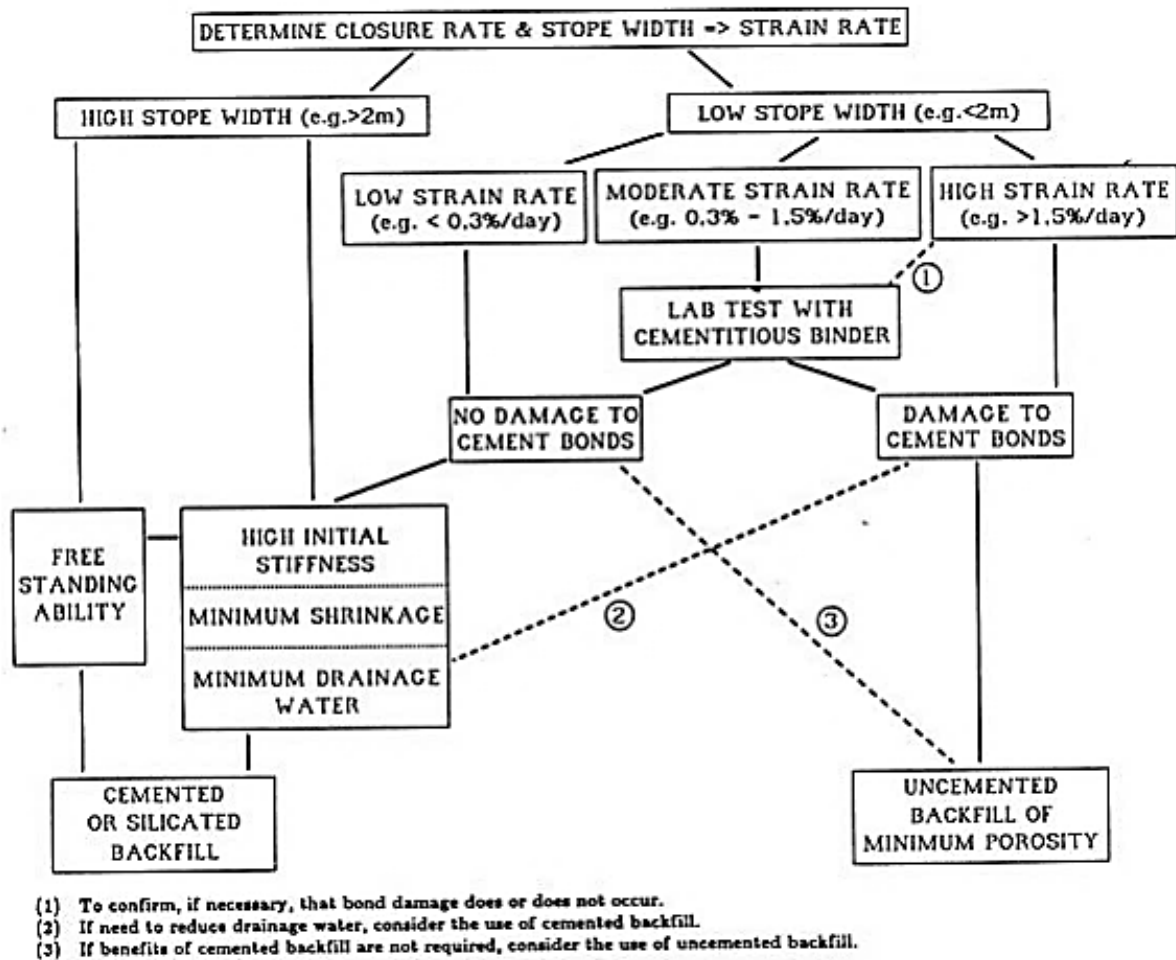 DETERMINE CLOSURE RATE & STOPE WIDTH => STRAIN RATE
HIGH STOPE WIDTH (e.g.>2m)
LOW STOPE WIDTH (e.g.<2m)
LOW STRAIN RATE
(e.g. < 0,3%/day)
MODERATE STRAIN RATE
(e.g. 0,3% - 1,5%/day)
HIGH STRAIN RATE
(e.g. >1,5%/day)
①
LAB TEST WITH
CEMENTITIOUS BINDER
NO DAMAGE TO
CEMENT BONDS
DAMAGE TO
CEMENT BONDS
FREE
STANDING
ABILITY
HIGH INITIAL
STIFFNESS
MINIMUM SHRINKAGE
MINIMUM DRAINAGE
WATER
②
③
CEMENTED
OR SILICATED
BACKFILL
UNCEMENTED
BACKFILL OF
MINIMUM POROSITY
(1) To confirm, if necessary, that bond damage does or does not occur.
(2) If need to reduce drainage water, consider the use of cemented backfill.
(3) If benefits of cemented backfill are not required, consider the use of uncemented backfill.